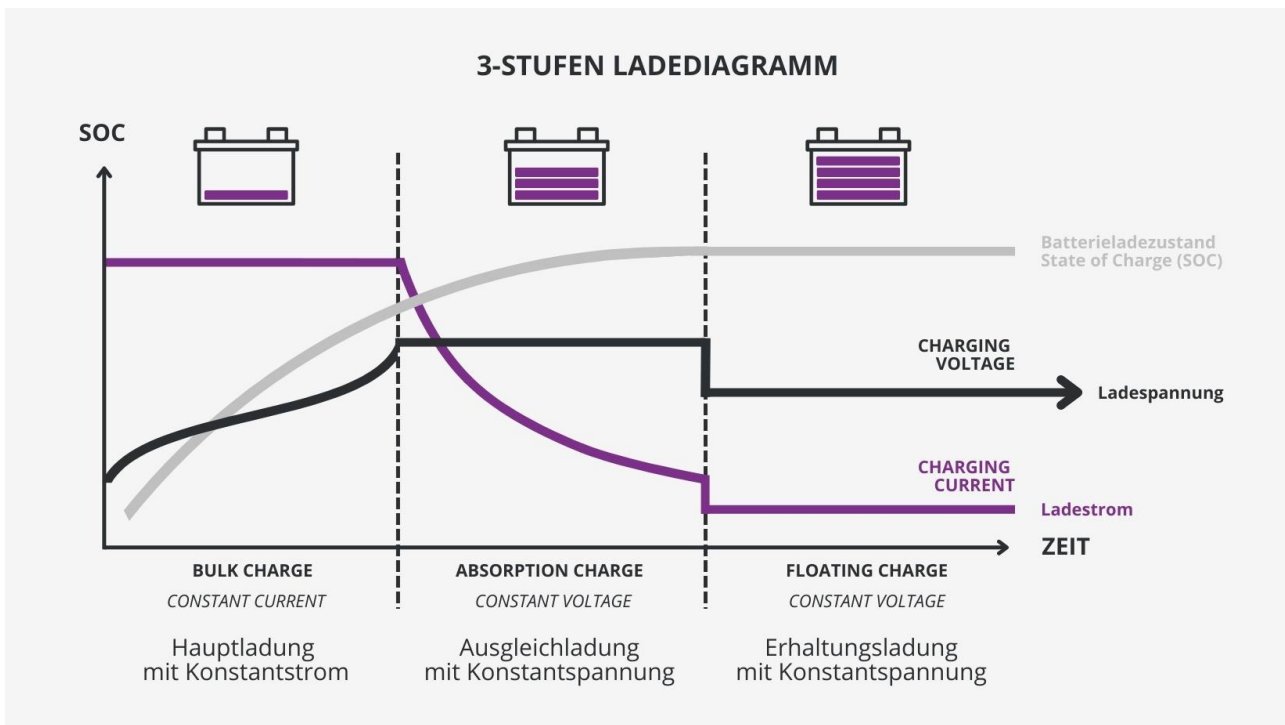 3-STUFEN LADEDIAGRAMM
SOC
Batterieladezustand
State of Charge (SOC)
CHARGING
VOLTAGE
Ladespannung
CHARGING
CURRENT
Ladestrom
ZEIT
BULK CHARGE
CONSTANT CURRENT
Hauptladung
mit Konstantstrom
ABSORPTION CHARGE
CONSTANT VOLTAGE
Ausgleichladung
mit Konstantspannung
FLOATING CHARGE
CONSTANT VOLTAGE
Erhaltungsladung
mit Konstantspannung